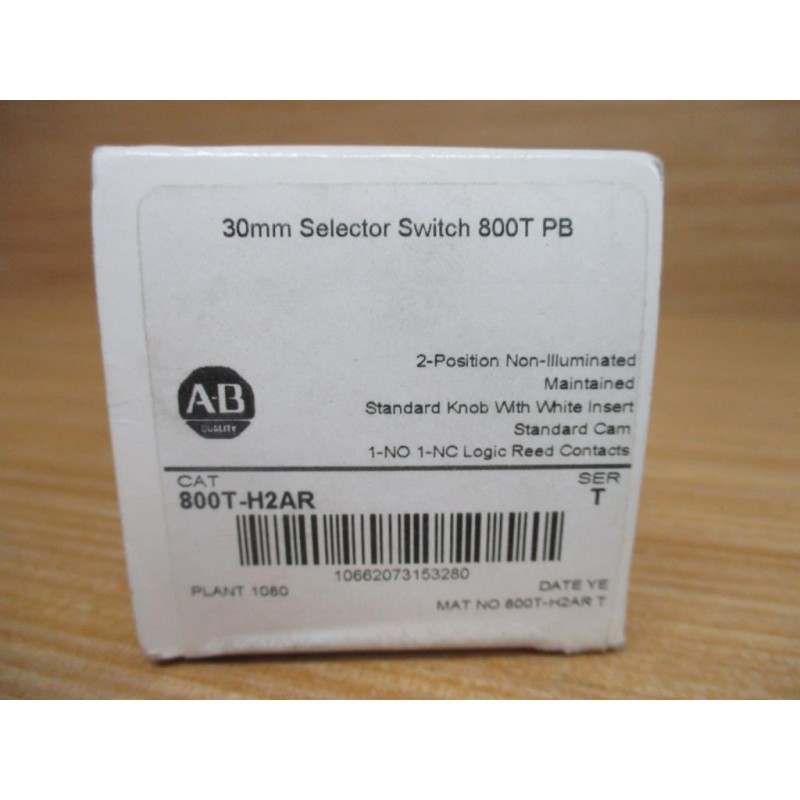 30mm Selector Switch 800T PB
2-Position Non-Illuminated
Maintained
Standard Knob With White Insert
Standard Cam
1-NO 1-NC Logic Reed Contacts
A-B
QUALITY
CAT
SER
800T-H2AR
T
10662073153280
PLANT 1080
DATE YE
MAT NO 800T-H2AR T